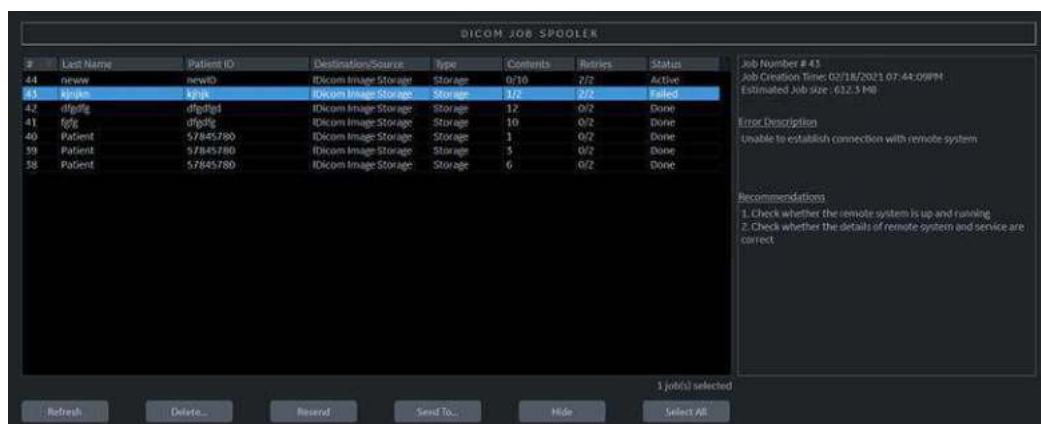 DICOM JOB SPOOLER
# Last Name Patient ID Destination/Source Type Contents Retries Status
44 neww newID IDicom Image Storage Storage 0/10 2/2 Active
43 kjnjkn kjhjk IDicom Image Storage Storage 1/2 2/2 Failed
42 dfgdfg dfgdfgd IDicom Image Storage Storage 12 0/2 Done
41 fgfg dfgdfg IDicom Image Storage Storage 10 0/2 Done
40 Patient 57845780 IDicom Image Storage Storage 1 0/2 Done
39 Patient 57845780 IDicom Image Storage Storage 3 0/2 Done
38 Patient 57845780 IDicom Image Storage Storage 6 0/2 Done
Job Number # 43
Job Creation Time: 02/18/2021 07:44:09PM
Estimated Job size : 612.3 MB
Error Description
Unable to establish connection with remote system
Recommendations
1. Check whether the remote system is up and running
2. Check whether the details of remote system and service are
correct
1 job(s) selected
Refresh Delete... Resend Send To... Hide Select All